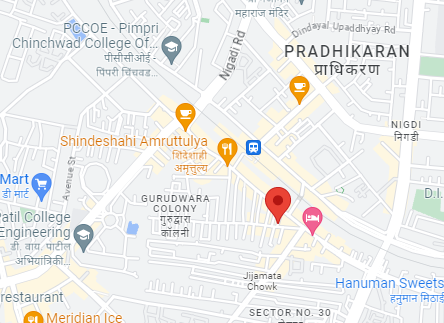 महाराज मंदिर
PCCOE - Pimpri
Chinchwad College Of...
पीसीसीओई -
पिंपरी चिंचवड...
Nigadi Rd
Dindayal Upaddhyay Rd
PRADHIKARAN
प्राधिकरण
NIGDI
निगडी
Shindeshahi Amruttulya
शिंदेशाही
अमृत्तुल्य
Avenue St
Mart
डी मार्ट
GURUDWARA
COLONY
गुरुद्वारा
कॉलनी
D.I.
Patil College
Engineering
डी. वाय. पाटील
अभियांत्रिकी...
Jijamata
Chowk
Hanuman Sweets
हनुमान मिठाई
restaurant
SECTOR NO. 30
Meridian Ice